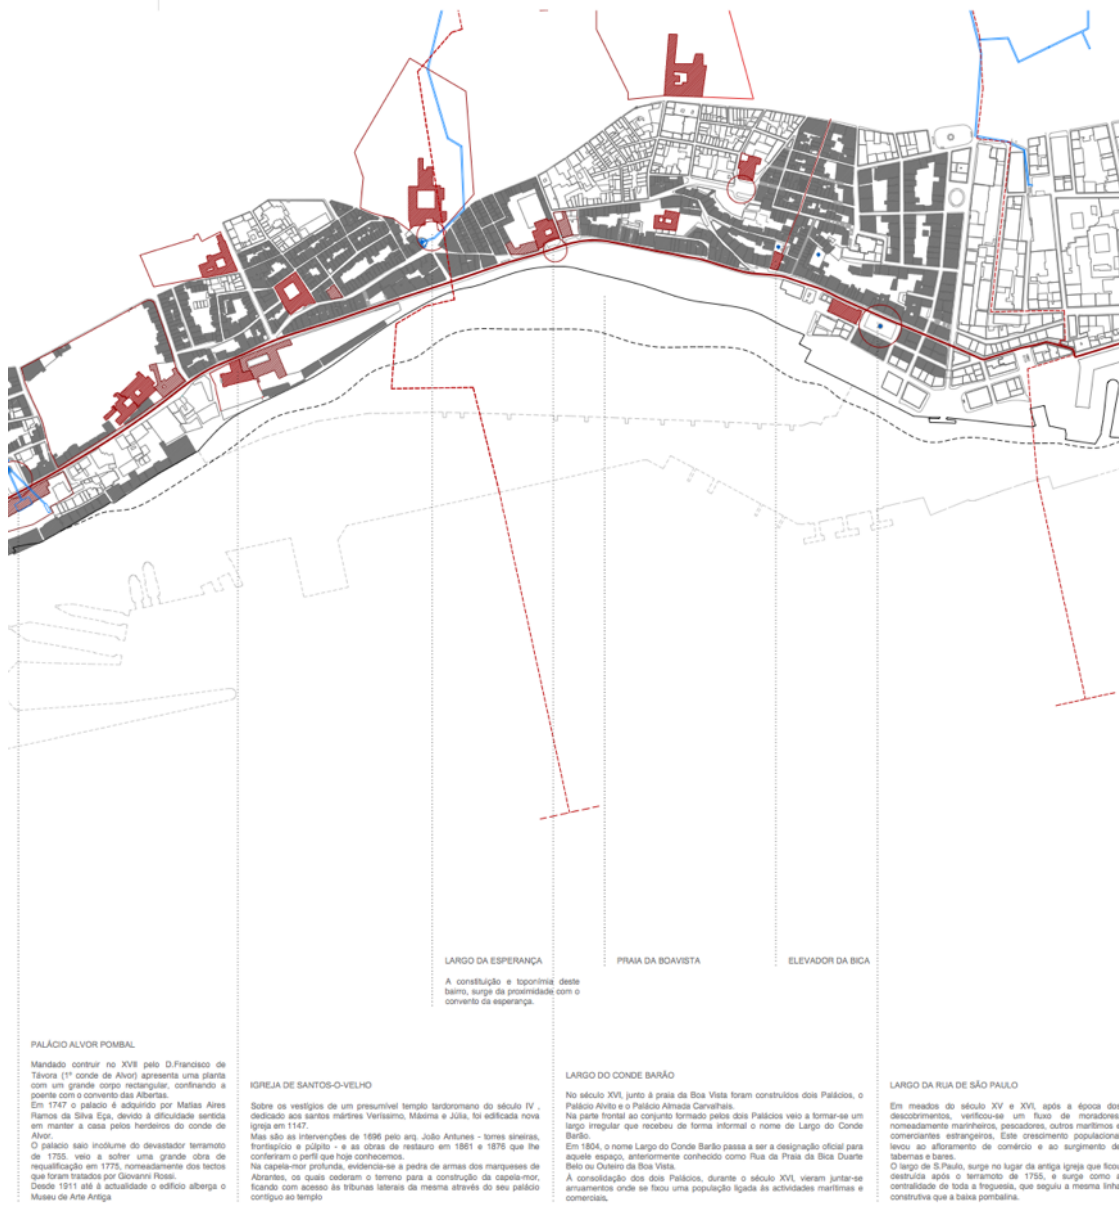 LARGO DA ESPERANÇA
A constituição e toponímia deste
bairro, surge da proximidade com o
convento da esperança.
PRAIA DA BOAVISTA
ELEVADOR DA BICA
PALÁCIO ALVOR POMBAL
Mandado contruir no XVII pelo D.Francisco de
Távora (1º conde de Alvor) apresenta uma planta
com um grande corpo rectangular, confinando a
poente com o convento das Albertas.
Em 1747 o palacio é adquirido por Matias Aires
Ramos da Silva Eça, devido à dificuldade sentida
em manter a casa pelos herdeiros do conde de
Alvor.
O palacio saio incólume do devastador terramoto
de 1755. veio a sofrer uma grande obra de
requalificação em 1775, nomeadamente dos tectos
que foram tratados por Giovanni Rossi.
Desde 1911 até à actualidade o edifício alberga o
Museu de Arte Antiga
IGREJA DE SANTOS-O-VELHO
Sobre os vestígios de um presumível templo tardoromano do século IV ,
dedicado aos santos mártires Veríssimo, Máxima e Júlia, foi edificada nova
igreja em 1147.
Mas são as intervenções de 1696 pelo arq. João Antunes - torres sineiras,
frontispício e púlpito - e as obras de restauro em 1861 e 1876 que lhe
conferiram o perfil que hoje conhecemos.
Na capela-mor profunda, evidencia-se a pedra de armas dos marqueses de
Abrantes, os quais cederam o terreno para a construção da capela-mor,
ficando com acesso às tribunas laterais da mesma através do seu palácio
contíguo ao templo
LARGO DO CONDE BARÃO
No século XVI, junto à praia da Boa Vista foram construídos dois Palácios, o
Palácio Alvito e o Palácio Almada Carvalhais.
Na parte frontal ao conjunto formado pelos dois Palácios veio a formar-se um
largo irregular que recebeu de forma informal o nome de Largo do Conde
Barão.
Em 1804, o nome Largo do Conde Barão passa a ser a designação oficial para
aquele espaço, anteriormente conhecido como Rua da Praia da Bica Duarte
Belo ou Outeiro da Boa Vista.
À consolidação dos dois Palácios, durante o século XVI, vieram juntar-se
arruamentos onde se fixou uma população ligada às actividades marítimas e
comerciais.
LARGO DA RUA DE SÃO PAULO
Em meados do século XV e XVI, após a época dos
descobrimentos, verificou-se um fluxo de moradores,
nomeadamente marinheiros, pescadores, outros marítimos e
comerciantes estrangeiros, Este crescimento populaciona
levou ao afloramento de comércio e ao surgimento de
tabernas e bares.
O largo de S.Paulo, surge no lugar da antiga igreja que ficou
destruída após o terramoto de 1755, e surge como a
centralidade de toda a freguesia, que seguiu a mesma linha
construtiva que a baixa pombalina.